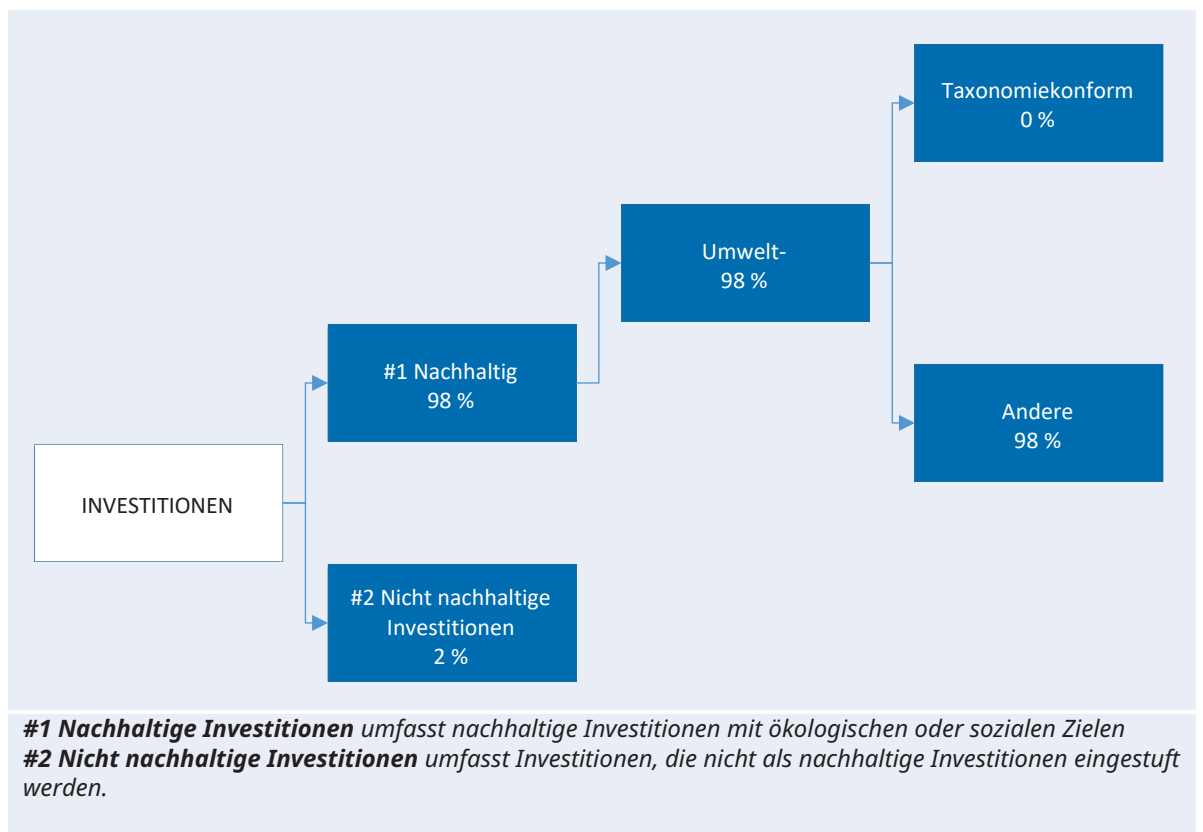 Taxonomiekonform
0 %
Umwelt-
98 %
#1 Nachhaltig
98 %
Andere
98 %
INVESTITIONEN
#2 Nicht nachhaltige
Investitionen
2 %
#1 Nachhaltige Investitionen umfasst nachhaltige Investitionen mit ökologischen oder sozialen Zielen
#2 Nicht nachhaltige Investitionen umfasst Investitionen, die nicht als nachhaltige Investitionen eingestuft
werden.